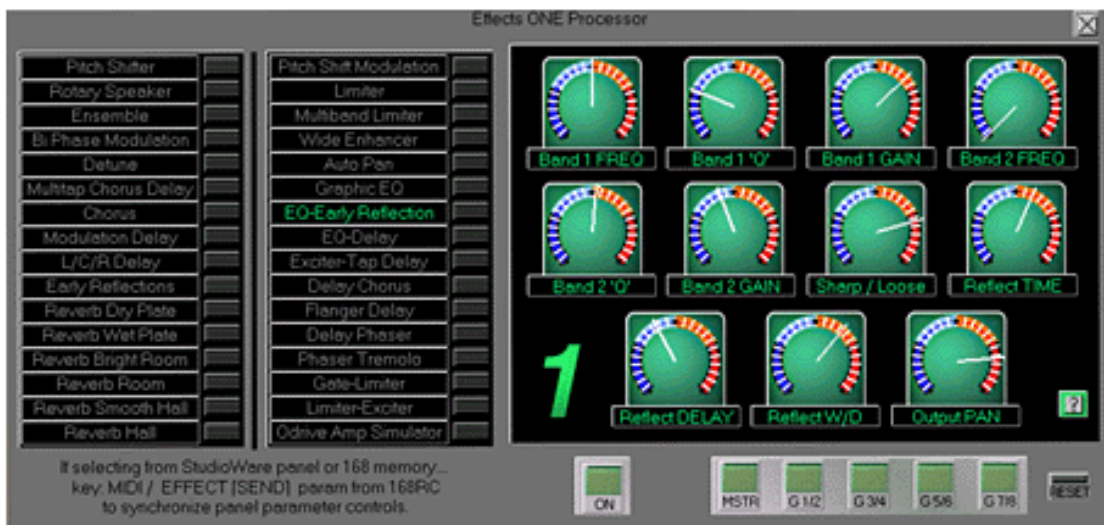 Effects ONE Processor
Pitch Shifter
Rotary Speaker
Ensemble
Bi Phase Modulation
Detune
Multitap Chorus Delay
Chorus
Modulation Delay
L/C/R Delay
Early Reflections
Reverb Dry Plate
Reverb Wet Plate
Reverb Bright Room
Reverb Room
Reverb Smooth Hall
Reverb Hall
Pitch Shift Modulation
Limiter
Multiband Limiter
Wide Enhancer
Auto Pan
Graphic EQ
EQ-Early Reflection
EQ-Delay
Exciter-Tap Delay
Delay Chorus
Flanger Delay
Delay Phaser
Phaser Tremolo
Gate-Limiter
Limiter-Exciter
Odrive Amp Simulator
Band 1 FREQ
Band 1 'Q'
Band 1 GAIN
Band 2 FREQ
Band 2 'Q'
Band 2 GAIN
Sharp / Loose
Reflect TIME
1
Reflect DELAY
Reflect W/D
Output PAN
?
If selecting from StudioWare panel or 168 memory...
key: MIDI / EFFECT [SEND] param from 168RC
to synchronize panel parameter controls.
ON
MSTR
G 1/2
G 3/4
G 5/6
G 7/8
RESET